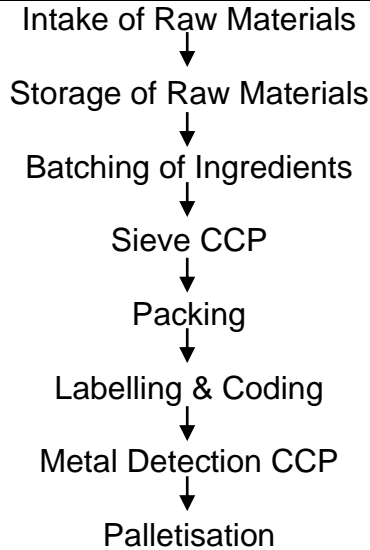 Intake of Raw Materials
Storage of Raw Materials
Batching of Ingredients
Sieve CCP
Packing
Labelling & Coding
Metal Detection CCP
Palletisation